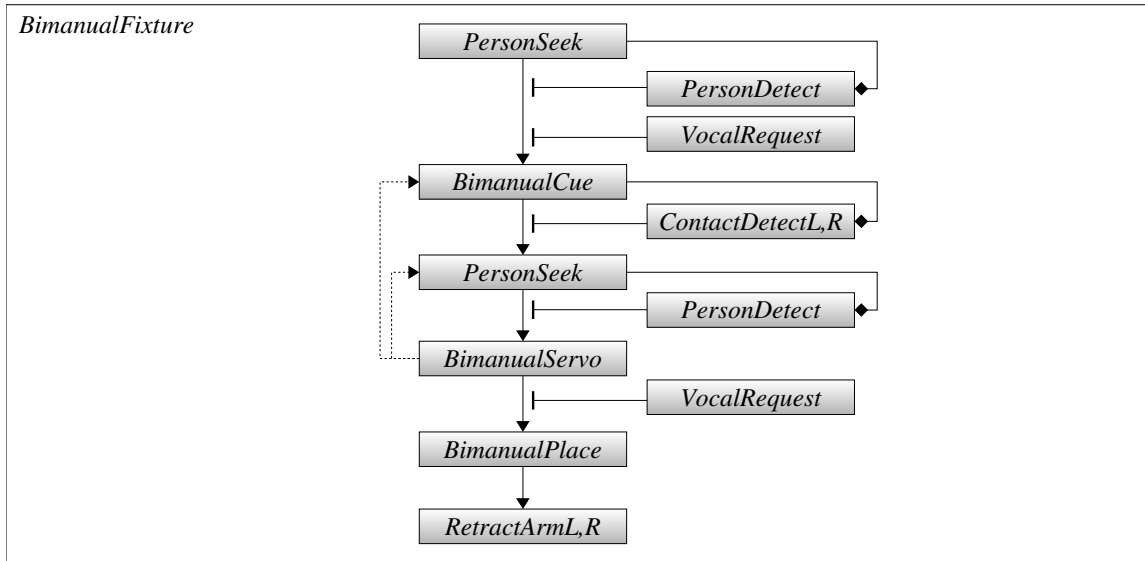 BimanualFixture
PersonSeek
PersonDetect
VocalRequest
BimanualCue
ContactDetectL,R
PersonSeek
PersonDetect
BimanualServo
VocalRequest
BimanualPlace
RetractArmL,R